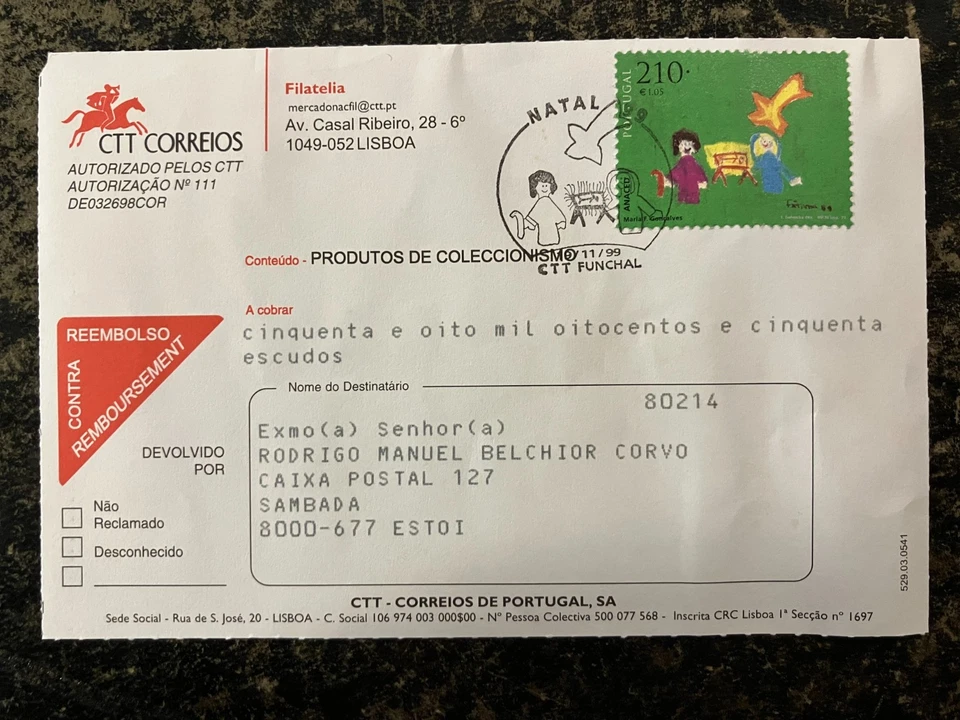 CTT CORREIOS
AUTORIZADO PELOS CTT
AUTORIZAÇÃO Nº 111
DE032698COR
Filatelia
mercadonacfil@ctt.pt
Av. Casal Ribeiro, 28 - 6º
1049-052 LISBOA
NATAL 99
ANACED
/11/99
CTT FUNCHAL
PORTUGAL
210·
€ 1.05
Maria F. Gonçalves
Conteúdo - PRODUTOS DE COLECCIONISMO
A cobrar
cinquenta e oito mil oitocentos e cinquenta
escudos
REEMBOLSO
CONTRA
REMBOURSEMENT
Nome do Destinatário
80214
Exmo(a) Senhor(a)
RODRIGO MANUEL BELCHIOR CORVO
CAIXA POSTAL 127
SAMBADA
8000-677 ESTOI
DEVOLVIDO
POR
Não
Reclamado
Desconhecido
529.03.0541
CTT - CORREIOS DE PORTUGAL, SA
Sede Social - Rua de S. José, 20 - LISBOA - C. Social 106 974 003 000$00 - Nº Pessoa Colectiva 500 077 568 - Inscrita CRC Lisboa 1ª Secção nº 1697